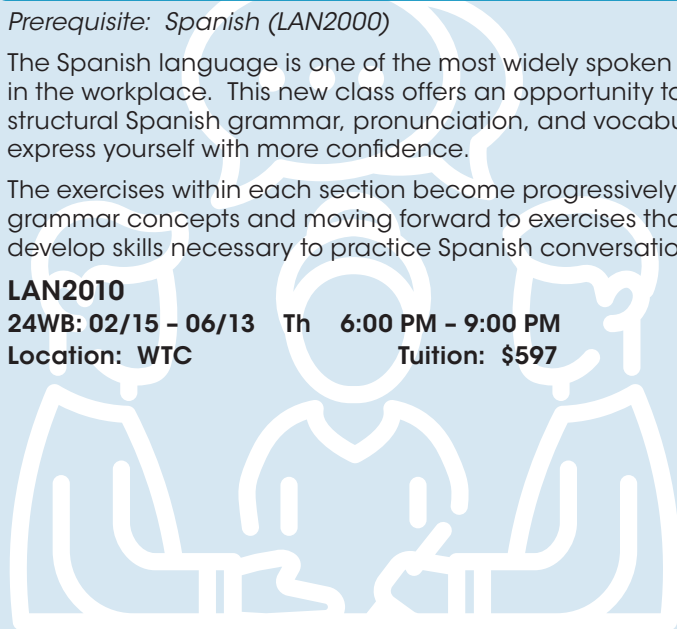 Prerequisite: Spanish (LAN2000)
The Spanish language is one of the most widely spoken
in the workplace. This new class offers an opportunity to
structural Spanish grammar, pronunciation, and
express yourself with more confidence.
The exercises within each section become progressively
grammar concepts and moving forward to exercises
develop skills necessary to practice Spanish
LAN2010
24WB: 02/15 – 06/13 Th 6:00 PM – 9:00 PM
Location: WTC Tuition: $597